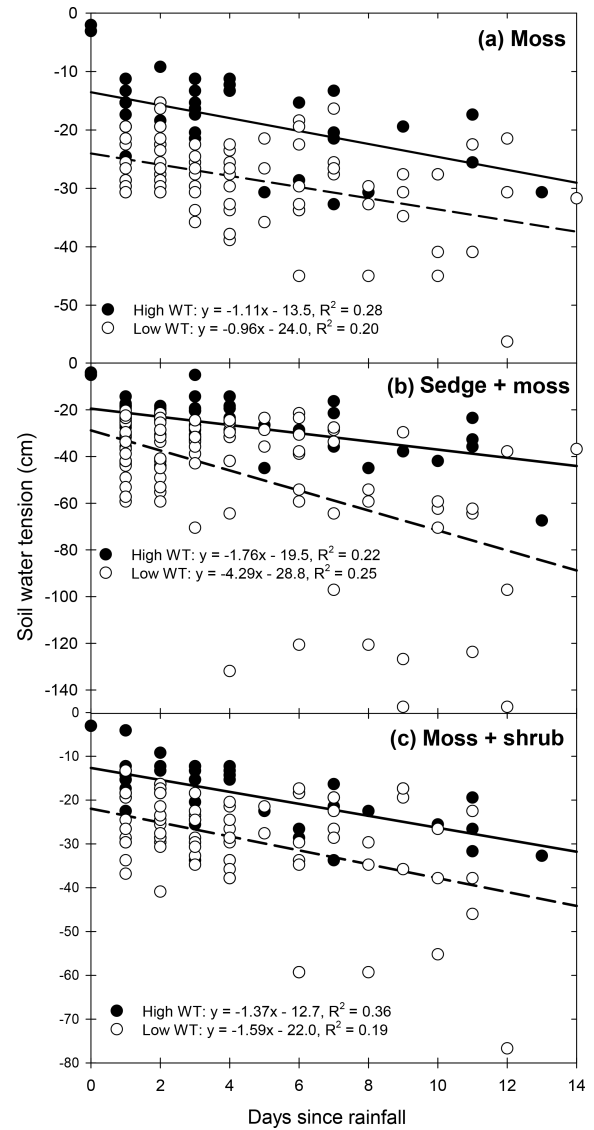 0
(a) Moss
-10
-20
-30
-40
-50
High WT: y = -1.11x - 13.5, R² = 0.28
Low WT: y = -0.96x - 24.0, R² = 0.20
0
(b) Sedge + moss
-20
-40
-60
-80
-100
-120
-140
High WT: y = -1.76x - 19.5, R² = 0.22
Low WT: y = -4.29x - 28.8, R² = 0.25
Soil water tension (cm)
0
(c) Moss + shrub
-10
-20
-30
-40
-50
-60
-70
-80
High WT: y = -1.37x - 12.7, R² = 0.36
Low WT: y = -1.59x - 22.0, R² = 0.19
0 2 4 6 8 10 12 14
Days since rainfall